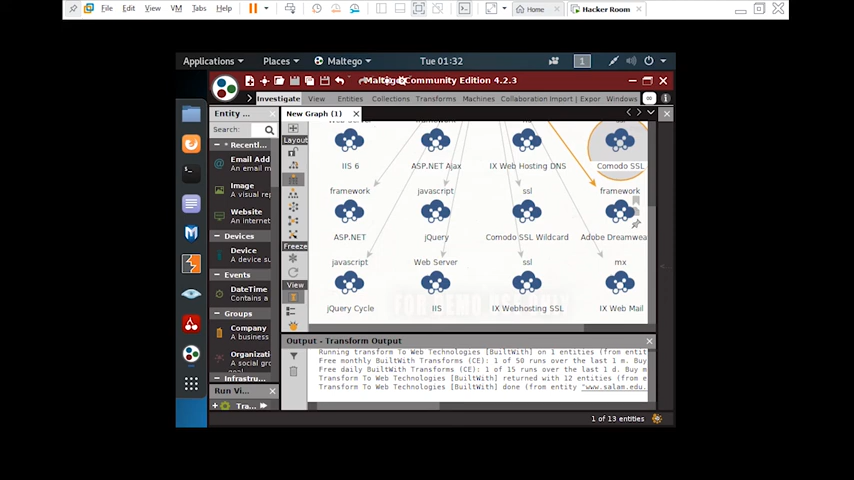 File Edit View VM Tabs Help Home Hacker Room
Applications Places Maltego Tue 01:32 1
Maltego Community Edition 4.2.3
Investigate View Entities Collections Transforms Machines Collaboration Import | Expor Windows
Entity ... New Graph (1)
Search:
Layout
* Recentl..
Email Add
An email m
Image
A visual rep
Website
An internet
Devices
Device
A device su
Events
DateTime
Contains a
Groups
Company
A business
Organizatio
A social gro
Infrastru..
Run Vi...
Tra...
Freeze
View
IIS 6 ASP.NET Ajax IX Web Hosting DNS Comodo SSL
framework javascript ssl framework
ASP.NET jQuery Comodo SSL Wildcard Adobe Dreamwea
javascript Web Server ssl mx
jQuery Cycle IIS IX Webhosting SSL IX Web Mail
Output - Transform Output
Running transform To Web Technologies [BuiltWith] on 1 entities (from entit
Free monthly BuiltWith Transforms (CE): 1 of 50 runs over the last 1 m. Buy
Free daily BuiltWith Transforms (CE): 1 of 15 runs over the last 1 d. Buy m
Transform To Web Technologies [BuiltWith] returned with 12 entities (from e
Transform To Web Technologies [BuiltWith] done (from entity "www.salam.edu.
1 of 13 entities